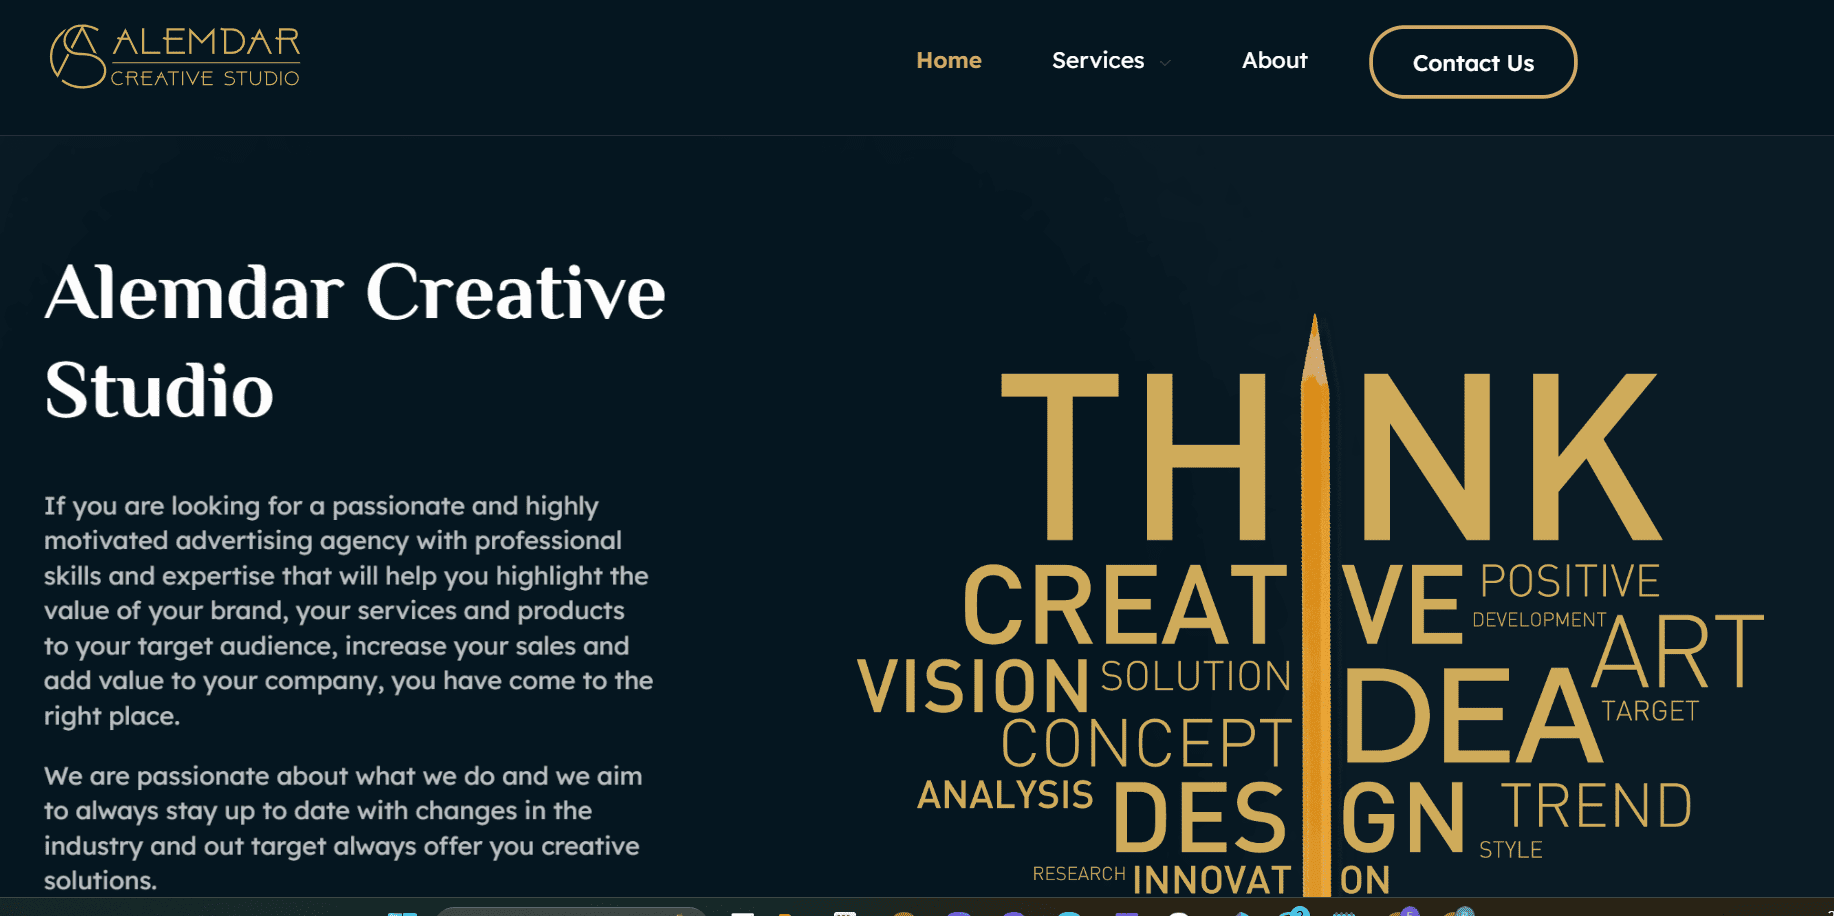 ALEMDAR
CREATIVE STUDIO
Home
Services
About
Contact Us
Alemdar Creative
Studio
If you are looking for a passionate and highly
motivated advertising agency with professional
skills and expertise that will help you highlight the
value of your brand, your services and products
to your target audience, increase your sales and
add value to your company, you have come to the
right place.
We are passionate about what we do and we aim
to always stay up to date with changes in the
industry and out target always offer you creative
solutions.
THINK
CREATIVE
POSITIVE
DEVELOPMENT
ART
VISION
SOLUTION
IDEA
TARGET
CONCEPT
ANALYSIS
DESIGN
TREND
STYLE
RESEARCH
INNOVATION